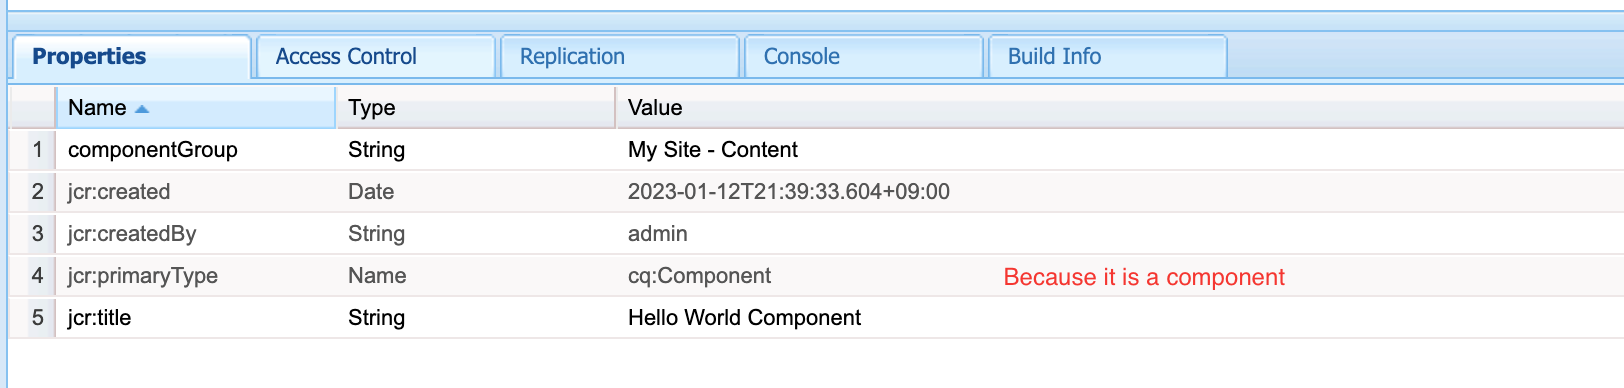 Properties Access Control Replication Console Build Info
Name Type Value
1 componentGroup String My Site - Content
2 jcr:created Date 2023-01-12T21:39:33.604+09:00
3 jcr:createdBy String admin
4 jcr:primaryType Name cq:Component Because it is a component
5 jcr:title String Hello World Component